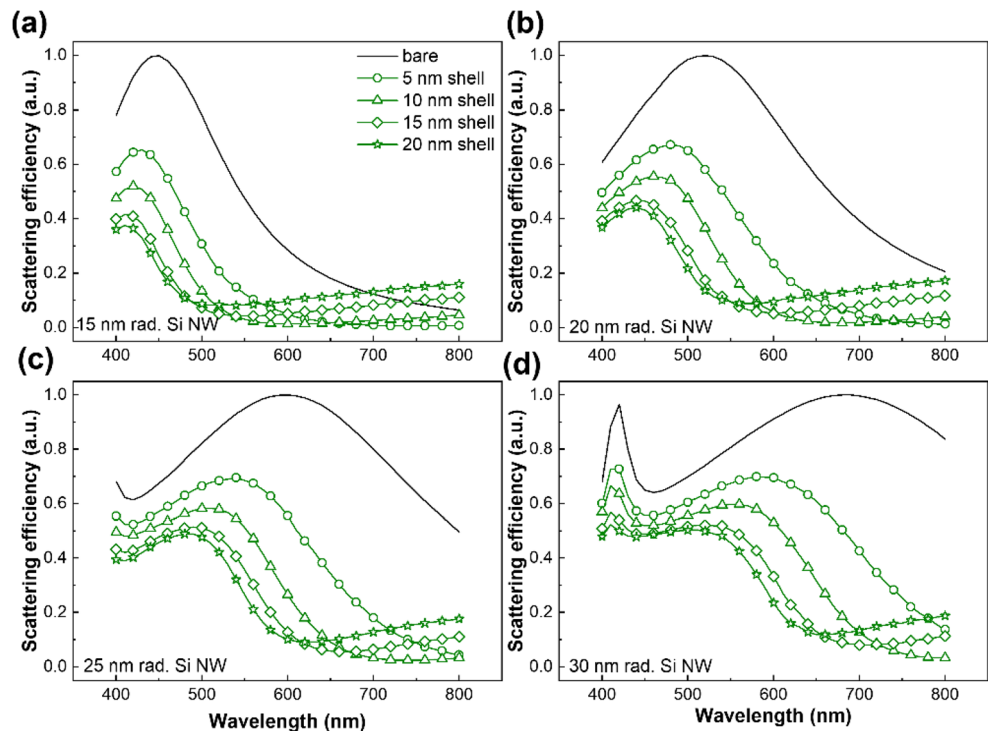 (a)
Scattering efficiency (a.u.)
1.0
0.8
0.6
0.4
0.2
0.0
bare
5 nm shell
10 nm shell
15 nm shell
20 nm shell
15 nm rad. Si NW
400 500 600 700 800
(b)
Scattering efficiency (a.u.)
1.0
0.8
0.6
0.4
0.2
0.0
20 nm rad. Si NW
400 500 600 700 800
(c)
Scattering efficiency (a.u.)
1.0
0.8
0.6
0.4
0.2
0.0
25 nm rad. Si NW
400 500 600 700 800
Wavelength (nm)
(d)
Scattering efficiency (a.u.)
1.0
0.8
0.6
0.4
0.2
0.0
30 nm rad. Si NW
400 500 600 700 800
Wavelength (nm)